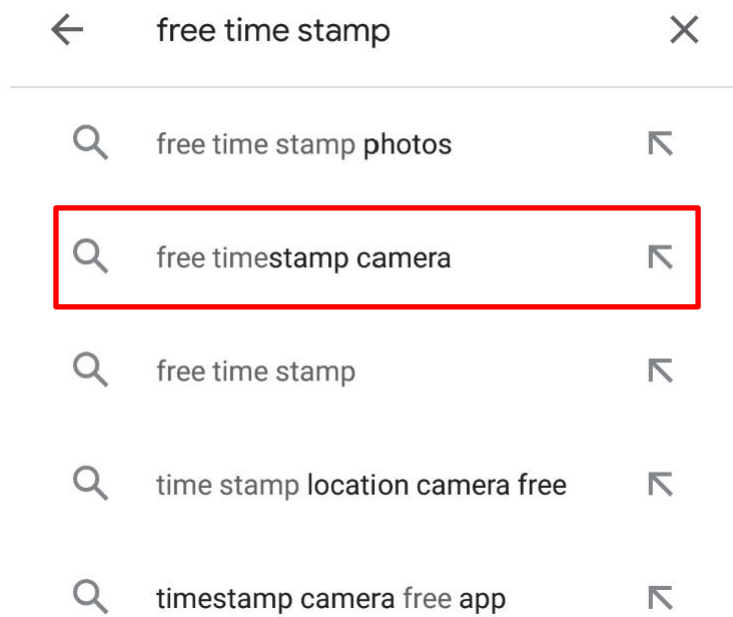 free time stamp
free time stamp photos
free timestamp camera
free time stamp
time stamp location camera free
timestamp camera free app